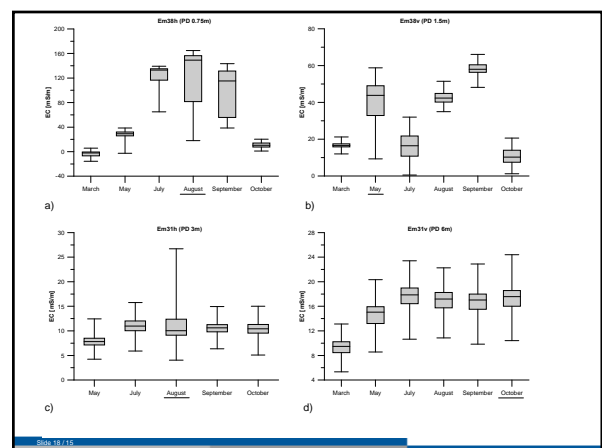 Em38h (PD 0.75m)
EC [mS/m]
200
160
120
80
40
0
-40
March May July August September October
a)
Em38v (PD 1.5m)
EC [mS/m]
80
60
40
20
0
March May July August September October
b)
Em31h (PD 3m)
EC [mS/m]
30
25
20
15
10
5
0
May July August September October
c)
Em31v (PD 6m)
EC [mS/m]
28
24
20
16
12
8
4
May July August September October
March
d)
Slide 18 / 15